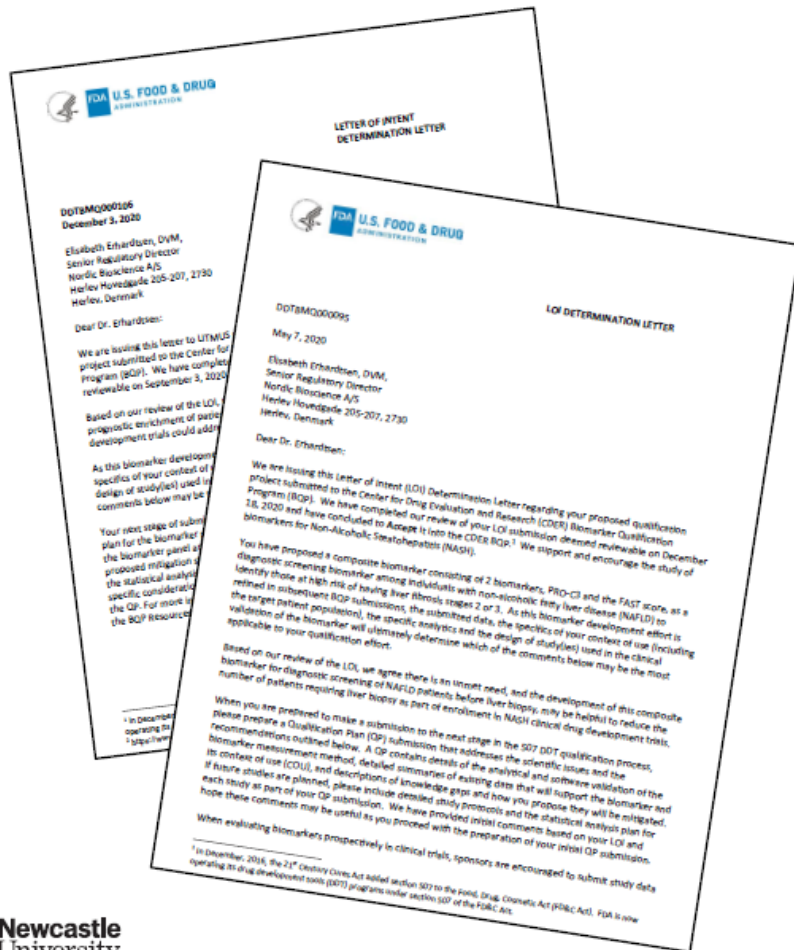 FDA U.S. FOOD & DRUG
ADMINISTRATION
LETTER OF INTENT
DETERMINATION LETTER
DDTBMQ000106
December 3, 2020
Elisabeth Erhardtsen, DVM,
Senior Regulatory Director
Nordic Bioscience A/S
Herlev Hovedgade 205-207, 2730
Herlev, Denmark
Dear Dr. Erhardtsen:
We are issuing this letter to LITMUS
project submitted to the Center for
Program (BQP). We have complet
reviewable on September 3, 2020
Based on our review of the LOI,
prognostic enrichment of patie
development trials could addre
As this biomarker developme
specifics of your context of
design of study(ies) used in
comments below may be
Your next stage of subm
plan for the biomarker
the biomarker panel a
proposed mitigation s
the statistical analysi
specific consideratio
the QP. For more i
the BQP Resource
1 In December
operating its
2 https://www
FDA U.S. FOOD & DRUG
ADMINISTRATION
LOI DETERMINATION LETTER
DDTBMQ000095
May 7, 2020
Elisabeth Erhardtsen, DVM,
Senior Regulatory Director
Nordic Bioscience A/S
Herlev Hovedgade 205-207, 2730
Herlev, Denmark
Dear Dr. Erhardtsen:
We are issuing this Letter of Intent (LOI) Determination Letter regarding your proposed qualification
project submitted to the Center for Drug Evaluation and Research (CDER) Biomarker Qualification
Program (BQP). We have completed our review of your LOI submission deemed reviewable on December
18, 2020 and have concluded to Accept it into the CDER BQP.1 We support and encourage the study of
biomarkers for Non-Alcoholic Steatohepatitis (NASH).
You have proposed a composite biomarker consisting of 2 biomarkers, PRO-C3 and the FAST score, as a
diagnostic screening biomarker among individuals with non-alcoholic fatty liver disease (NAFLD) to
identify those at high risk of having liver fibrosis stages 2 or 3. As this biomarker development effort is
refined in subsequent BQP submissions, the submitted data, the specifics of your context of use (including
the target patient population), the specific analytics and the design of study(ies) used in the clinical
validation of the biomarker will ultimately determine which of the comments below may be the most
applicable to your qualification effort.
Based on our review of the LOI, we agree there is an unmet need, and the development of this composite
biomarker for diagnostic screening of NAFLD patients before liver biopsy, may be helpful to reduce the
number of patients requiring liver biopsy as part of enrollment in NASH clinical drug development trials.
When you are prepared to make a submission to the next stage in the 507 DDT qualification process,
please prepare a Qualification Plan (QP) submission that addresses the scientific issues and the
recommendations outlined below. A QP contains details of the analytical and software validation of the
biomarker measurement method, detailed summaries of existing data that will support the biomarker and
its context of use (COU), and descriptions of knowledge gaps and how you propose they will be mitigated.
If future studies are planned, please include detailed study protocols and the statistical analysis plan for
each study as part of your QP submission. We have provided initial comments based on your LOI and
hope these comments may be useful as you proceed with the preparation of your initial QP submission.
When evaluating biomarkers prospectively in clinical trials, sponsors are encouraged to submit study data
1 In December, 2016, the 21st Century Cures Act added section 507 to the Food, Drug, Cosmetic Act (FD&C Act). FDA is now
operating its drug development tools (DDT) programs under section 507 of the FD&C Act.
Newcastle
University